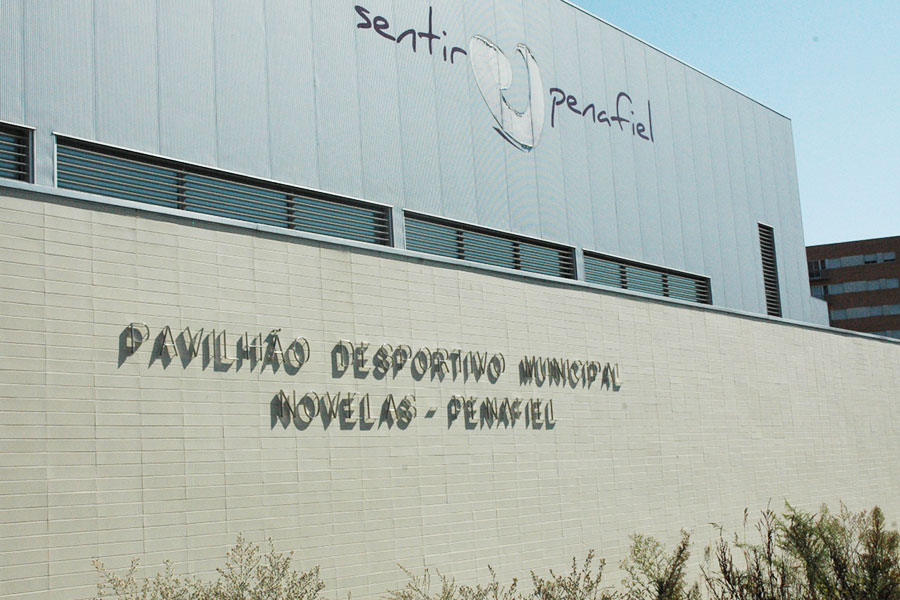 sentir
penafiel
PAVILHÃO DESPORTIVO MUNICIPAL
NOVELAS - PENAFIEL